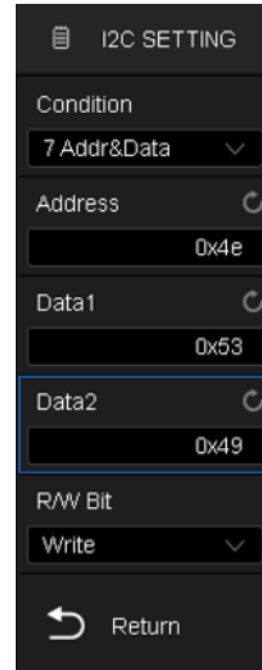 I2C SETTING
Condition
7 Addr&Data
Address
0x4e
Data1
0x53
Data2
0x49
R/W Bit
Write
Return